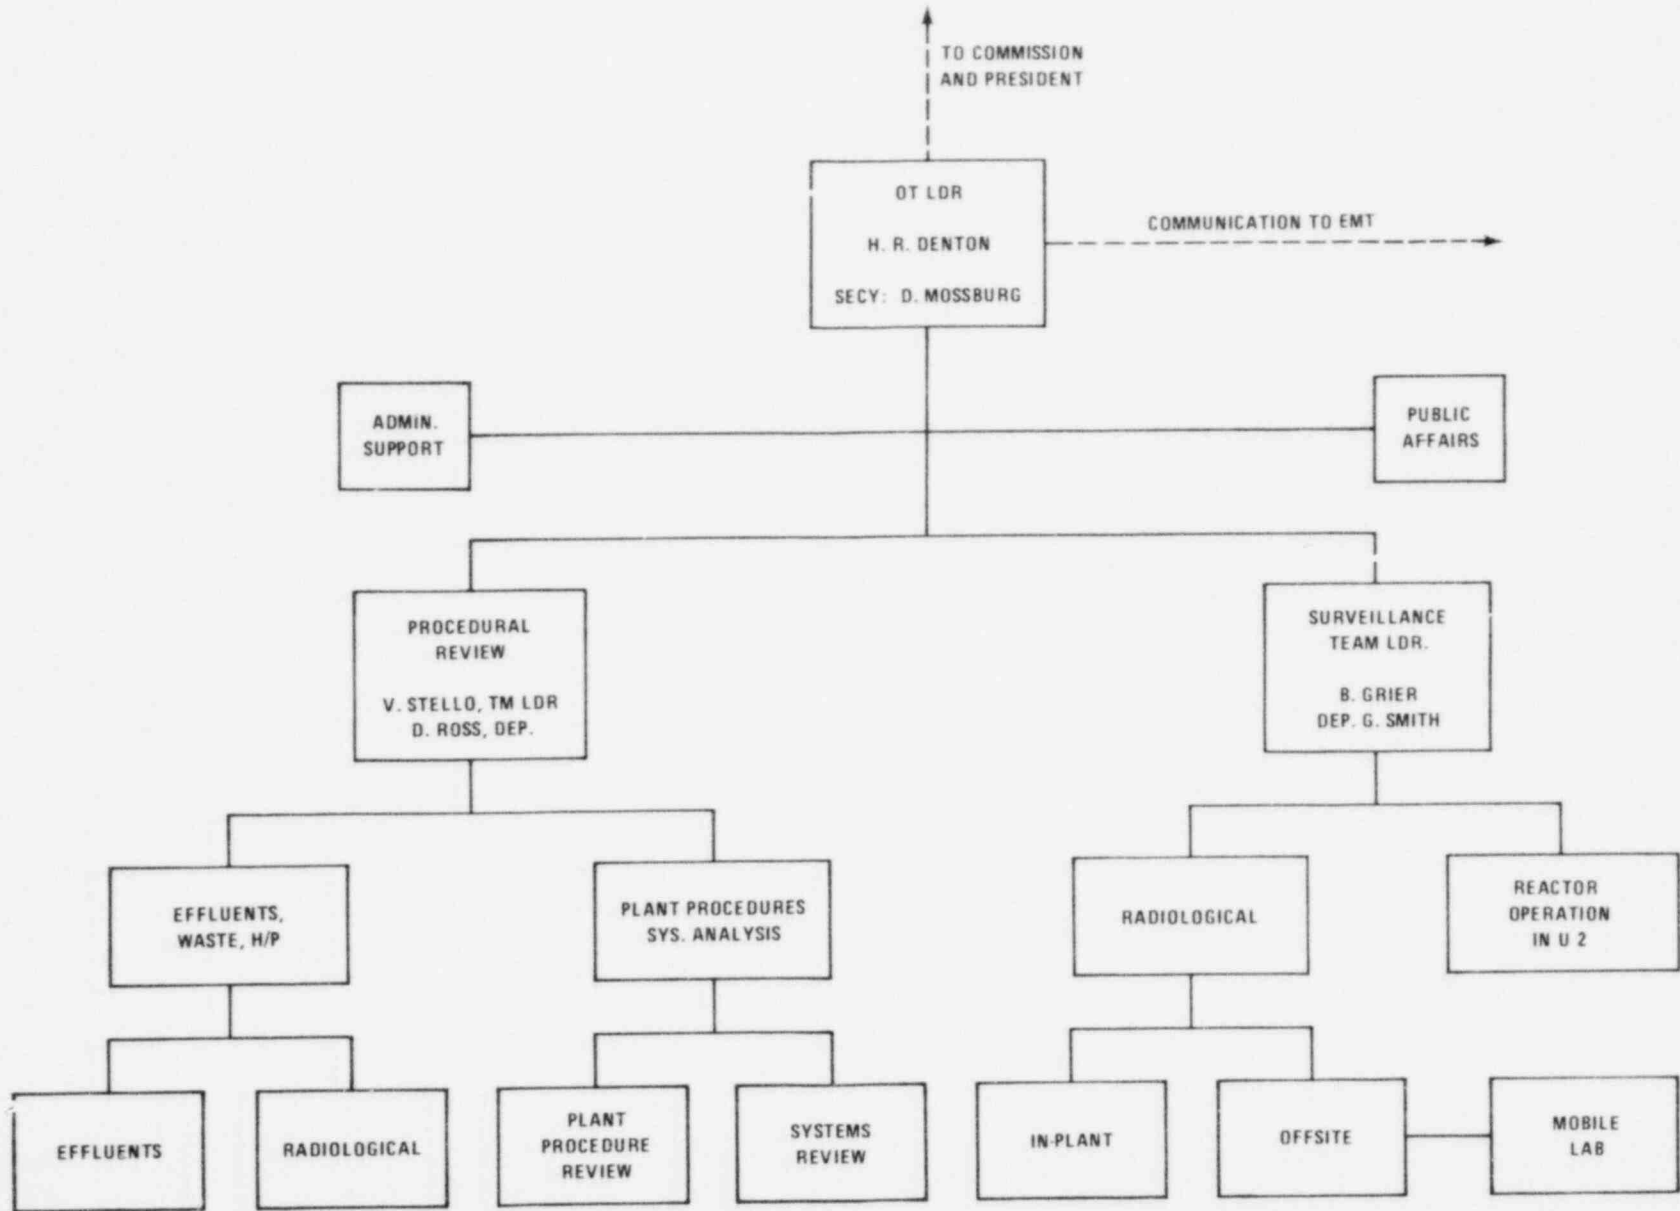 TO COMMISSION
AND PRESIDENT
OT LDR
H. R. DENTON
SECY: D. MOSSBURG
COMMUNICATION TO EMT
ADMIN.
SUPPORT
PUBLIC
AFFAIRS
PROCEDURAL
REVIEW
V. STELLO, TM LDR
D. ROSS, DEP.
SURVEILLANCE
TEAM LDR.
B. GRIER
DEP. G. SMITH
EFFLUENTS,
WASTE, H/P
PLANT PROCEDURES
SYS. ANALYSIS
RADIOLOGICAL
REACTOR
OPERATION
IN U 2
EFFLUENTS
RADIOLOGICAL
PLANT
PROCEDURE
REVIEW
SYSTEMS
REVIEW
IN-PLANT
OFFSITE
MOBILE
LAB